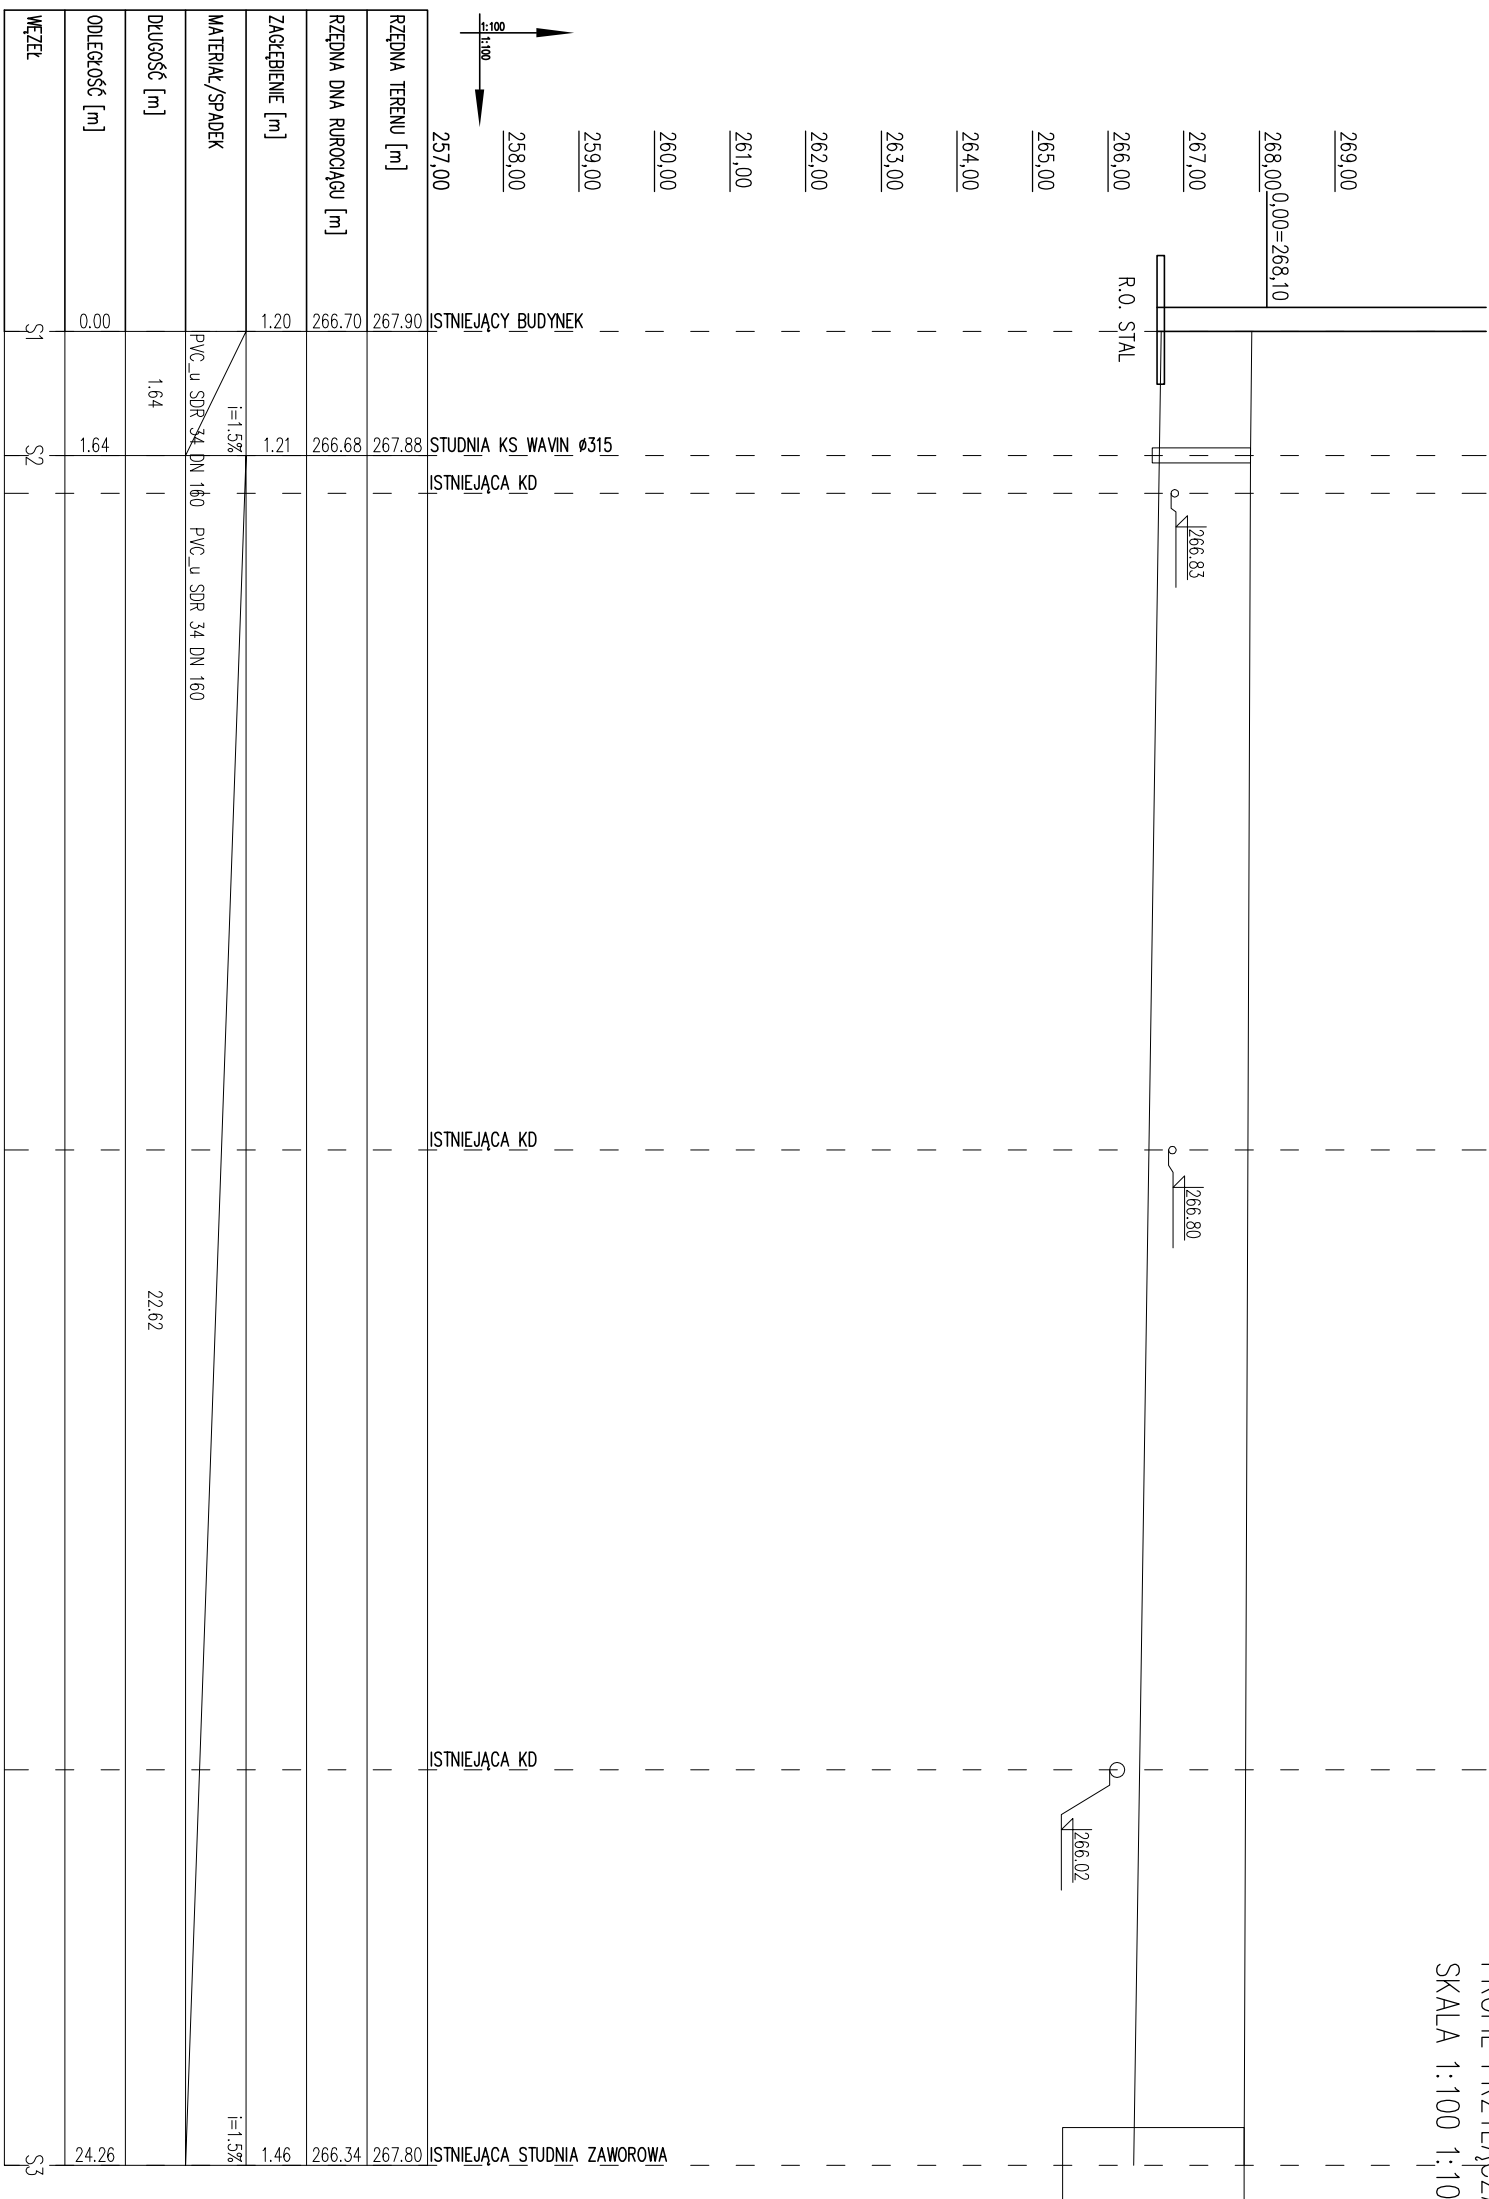 PROFIL PRZYŁĄCZA
SKALA 1:100 1:10
269,00
268,00
0,00=268,10
267,00
266,00
265,00
264,00
263,00
262,00
261,00
260,00
259,00
258,00
257,00
1:100
1:100
R.O. STAL
266.83
266.80
266.02
ISTNIEJĄCY BUDYNEK
STUDNIA KS WAVIN ø315
ISTNIEJĄCA KD
ISTNIEJĄCA KD
ISTNIEJĄCA KD
ISTNIEJĄCA STUDNIA ZAWOROWA
RZĘDNA TERENU [m] 267.90 267.88 267.80
RZĘDNA DNA RUROCIĄGU [m] 266.70 266.68 266.34
ZAGŁĘBIENIE [m] 1.20 1.21 1.46
MATERIAŁ/SPADEK i=1.5% i=1.5%
PVC_u SDR 34 DN 160 PVC_u SDR 34 DN 160
DŁUGOŚĆ [m] 1.64 22.62
ODLEGŁOŚĆ [m] 0.00 1.64 24.26
WĘZEŁ S1 S2 S3